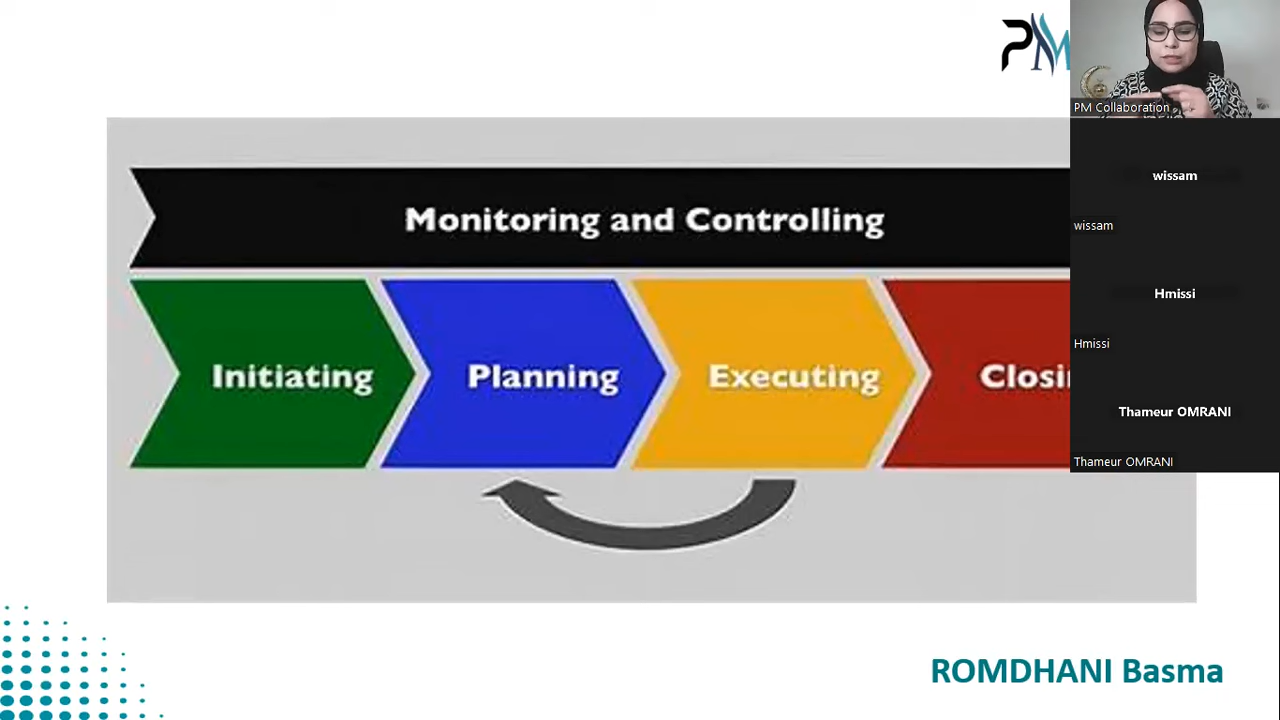 PM
PM Collaboration
wissam
wissam
Monitoring and Controlling
Hmissi
Hmissi
Initiating
Planning
Executing
Closin
Thameur OMRANI
Thameur OMRANI
ROMDHANI Basma